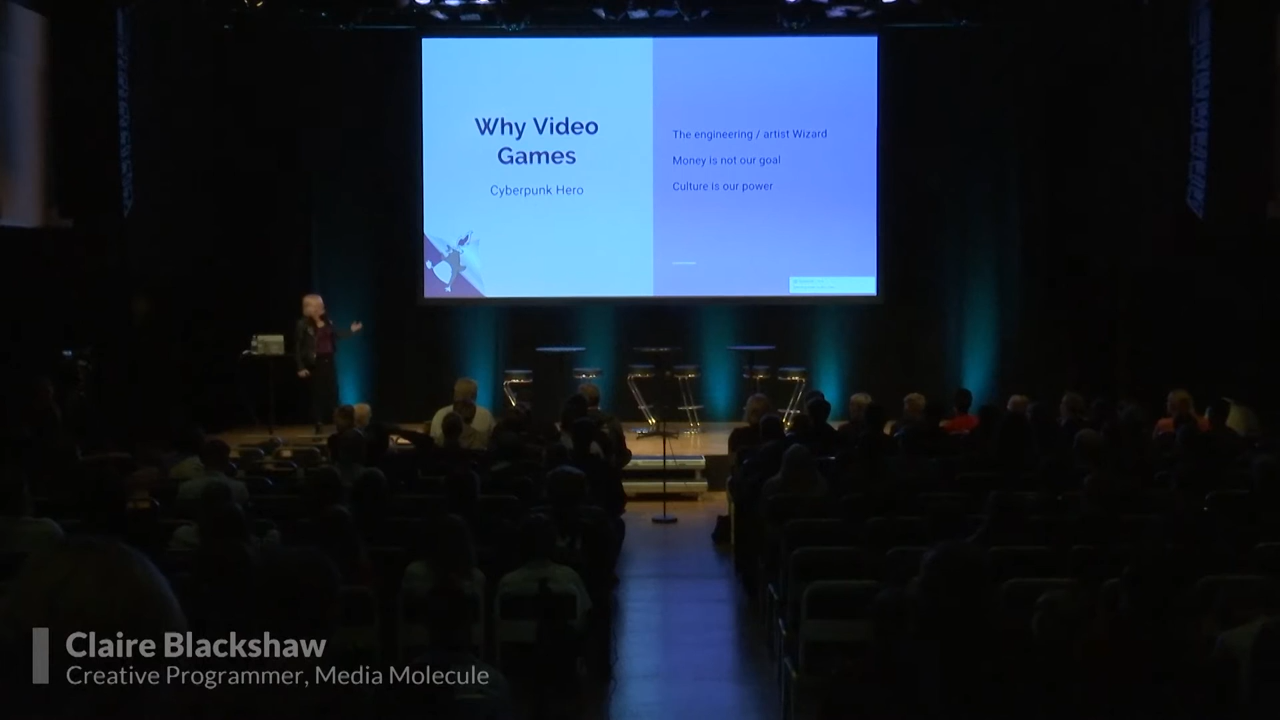 Why Video
Games
Cyberpunk Hero
The engineering / artist Wizard
Money is not our goal
Culture is our power
Claire Blackshaw
Creative Programmer, Media Molecule